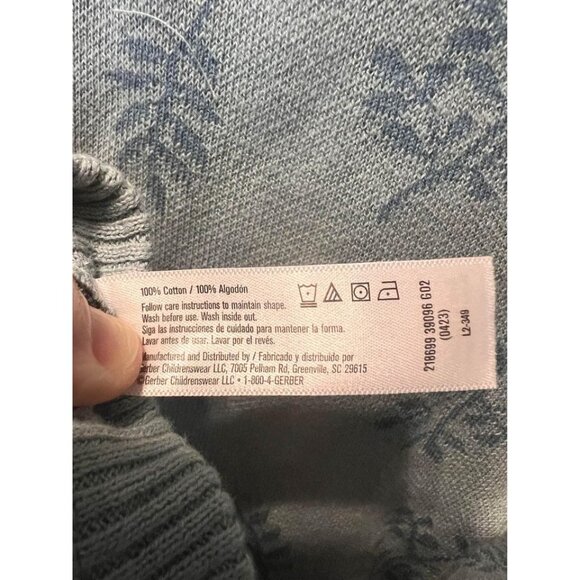 100% Cotton / 100% Algodón
Follow care instructions to maintain shape.
Wash before use. Wash inside out.
Siga las instrucciones de cuidado para mantener la forma.
Lavar antes de usar. Lavar por el revés.
Manufactured and Distributed by / Fabricado y distribuido por
Gerber Childrenswear LLC, 7005 Pelham Rd, Greenville, SC 29615
©Gerber Childrenswear LLC • 1-800-4-GERBER
218699 39096 G02
(0423)
L2-349